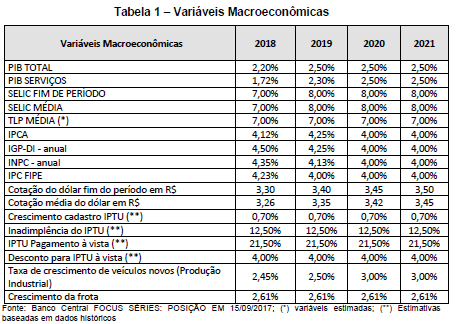 Tabela 1 – Variáveis Macroeconômicas
Variáveis Macroeconômicas 2018 2019 2020 2021
PIB TOTAL 2,20% 2,50% 2,50% 2,50%
PIB SERVIÇOS 1,72% 2,30% 2,50% 2,50%
SELIC FIM DE PERÍODO 7,00% 8,00% 8,00% 8,00%
SELIC MÉDIA 7,00% 8,00% 8,00% 8,00%
TLP MÉDIA (*) 7,00% 7,00% 7,00% 7,00%
IPCA 4,12% 4,25% 4,00% 4,00%
IGP-DI - anual 4,50% 4,25% 4,00% 4,00%
INPC - anual 4,35% 4,13% 4,00% 4,00%
IPC FIPE 4,23% 4,00% 4,00% 4,00%
Cotação do dólar fim do período em R$ 3,30 3,40 3,45 3,50
Cotação média do dólar em R$ 3,26 3,35 3,42 3,45
Crescimento cadastro IPTU (**) 0,70% 0,70% 0,70% 0,70%
Inadimplência do IPTU (**) 12,50% 12,50% 12,50% 12,50%
IPTU Pagamento à vista (**) 21,50% 21,50% 21,50% 21,50%
Desconto para IPTU à vista (**) 4,00% 4,00% 4,00% 4,00%
Taxa de crescimento de veículos novos (Produção
Industrial) 2,45% 2,50% 3,00% 3,00%
Crescimento da frota 2,61% 2,61% 2,61% 2,61%
Fonte: Banco Central FOCUS SÉRIES: POSIÇÃO EM 15/09/2017; (*) variáveis estimadas; (**) Estimativas
baseadas em dados históricos